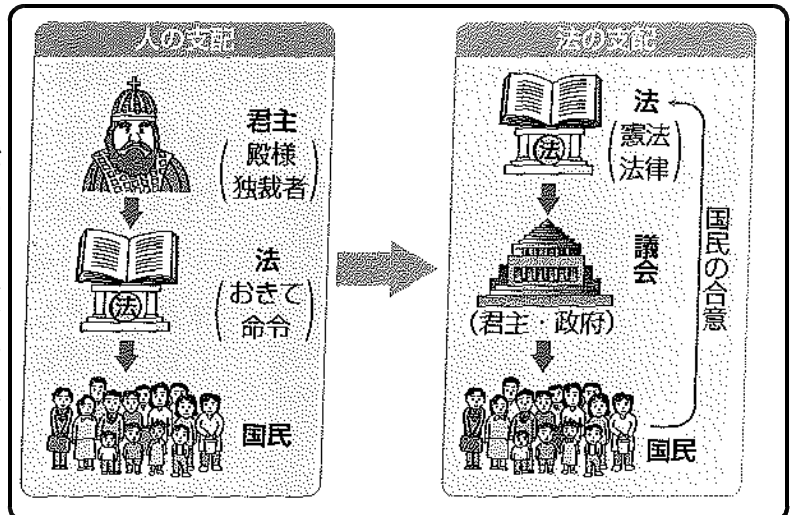 人の支配
君主
(殿様
独裁者)
法
法
(おきて
命令)
国民
法の支配
法
法
(憲法
法律)
議会
(君主・政府)
国民
国民の合意